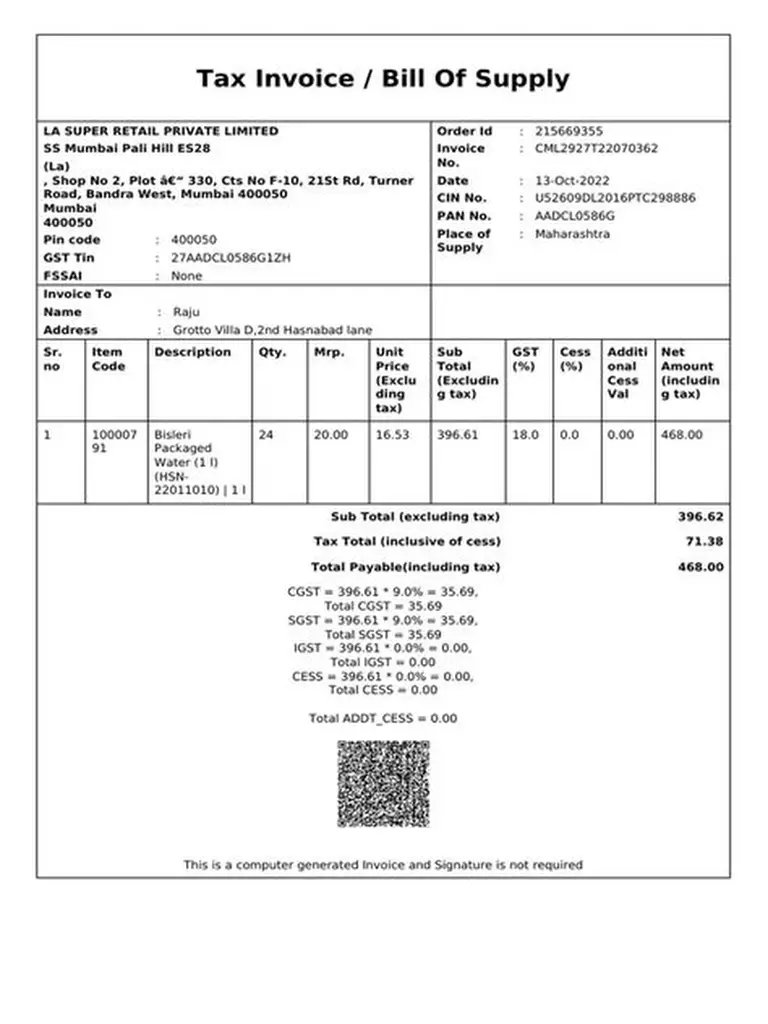 Tax Invoice / Bill Of Supply
LA SUPER RETAIL PRIVATE LIMITED
SS Mumbai Pali Hill ES28
(La)
, Shop No 2, Plot â€“ 330, Cts No F-10, 21St Rd, Turner
Road, Bandra West, Mumbai 400050
Mumbai
400050
Pin code : 400050
GST Tin : 27AADCL0586G1ZH
FSSAI : None
Order Id : 215669355
Invoice No. : CML2927T22070362
Date : 13-Oct-2022
CIN No. : U52609DL2016PTC298886
PAN No. : AADCL0586G
Place of Supply : Maharashtra
Invoice To
Name : Raju
Address : Grotto Villa D,2nd Hasnabad lane
Sr. no Item Code Description Qty. Mrp. Unit Price (Excluding tax) Sub Total (Excluding tax) GST (%) Cess (%) Additional Cess Val Net Amount (including tax)
1 10000791 Bisleri Packaged Water (1 l) (HSN-22011010) | 1 l 24 20.00 16.53 396.61 18.0 0.0 0.00 468.00
Sub Total (excluding tax) 396.62
Tax Total (inclusive of cess) 71.38
Total Payable(including tax) 468.00
CGST = 396.61 * 9.0% = 35.69,
Total CGST = 35.69
SGST = 396.61 * 9.0% = 35.69,
Total SGST = 35.69
IGST = 396.61 * 0.0% = 0.00,
Total IGST = 0.00
CESS = 396.61 * 0.0% = 0.00,
Total CESS = 0.00
Total ADDT_CESS = 0.00
This is a computer generated Invoice and Signature is not required